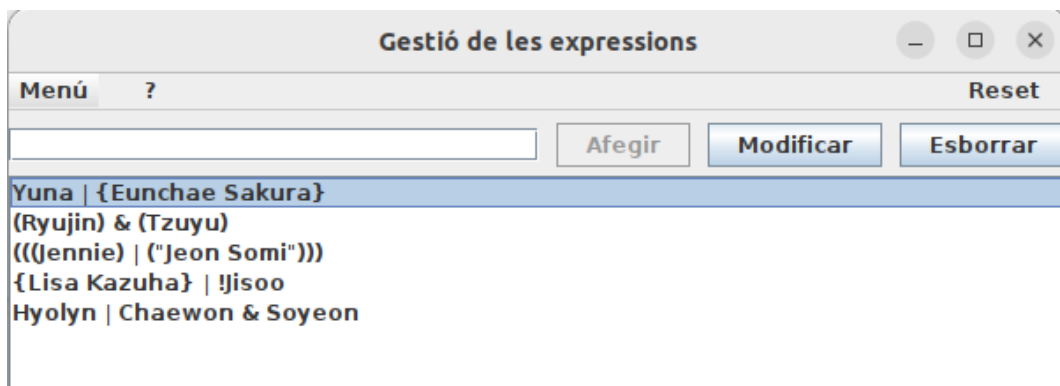 Gestió de les expressions
Menú ? Reset
Afegir Modificar Esborrar
Yuna | {Eunchae Sakura}
(Ryujin) & (Tzuyu)
(((Jennie) | ("Jeon Somi")))
{Lisa Kazuha} | !Jisoo
Hyolyn | Chaewon & Soyeon